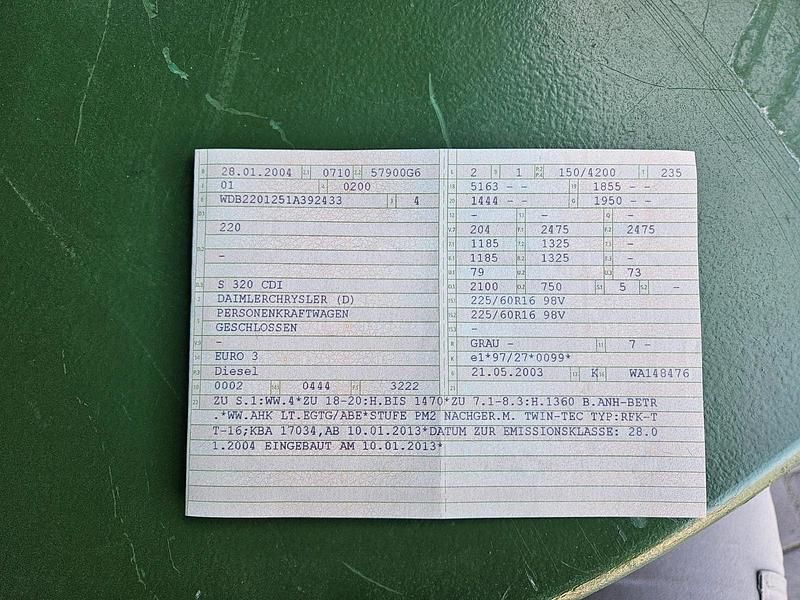 28.01.2004 0710 57900G6
01 0200
WDB2201251A392433 4
220
-
S 320 CDI
DAIMLERCHRYSLER (D)
PERSONENKRAFTWAGEN
GESCHLOSSEN
-
EURO 3
Diesel
0002 0444 3222
2 1 150/4200 235
5163 - - 1855 - -
1444 - - 1950 - -
- - -
204 2475 2475
1185 1325 -
1185 1325 -
79 73
2100 750 5 -
225/60R16 98V
225/60R16 98V
-
GRAU - 7 -
e1*97/27*0099*
21.05.2003 K WA148476
ZU S.1:WW.4*ZU 18-20:H.BIS 1470*ZU 7.1-8.3:H.1360 B.ANH-BETR
.*WW.AHK LT.EGTG/ABE*STUFE PM2 NACHGER.M. TWIN-TEC TYP:RFK-T
T-16;KBA 17034,AB 10.01.2013*DATUM ZUR EMISSIONSKLASSE: 28.0
1.2004 EINGEBAUT AM 10.01.2013*